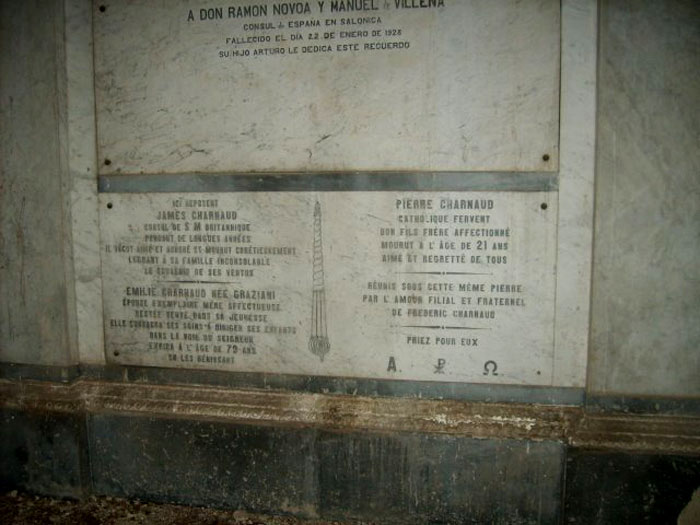 A DON RAMON NOVOA Y MANUEL de VILLENA
CONSUL de ESPAÑA EN SALONICA
FALLECIDO EL DÍA 22 DE ENERO DE 1928
SU HIJO ARTURO LE DEDICA ESTE RECUERDO
ICI REPOSENT
JAMES CHARNAUD
CONSUL DE S M BRITANNIQUE
PENDANT DE LONGUES ANNÉES
IL VÉCUT AIMÉ ET HONORÉ ET MOURUT CHRÉTIENNEMENT
LAISSANT À SA FAMILLE INCONSOLABLE
LE SOUVENIR DE SES VERTUS
EMILIE CHARNAUD NÉE GRAZIANI
ÉPOUSE EXEMPLAIRE MÈRE AFFECTUEUSE
RESTÉE VEUVE DANS SA JEUNESSE
ELLE CONSACRA SES SOINS À DIRIGER SES ENFANTS
DANS LA VOIE DU SEIGNEUR
EXPIRA À L'ÂGE DE 79 ANS
EN LES BÉNISSANT
PIERRE CHARNAUD
CATHOLIQUE FERVENT
BON FILS FRÈRE AFFECTIONNÉ
MOURUT À L'ÂGE DE 21 ANS
AIMÉ ET REGRETTÉ DE TOUS
RÉUNIS SOUS CETTE MÊME PIERRE
PAR L'AMOUR FILIAL ET FRATERNEL
DE FREDERIC CHARNAUD
PRIEZ POUR EUX
Α ☧ Ω